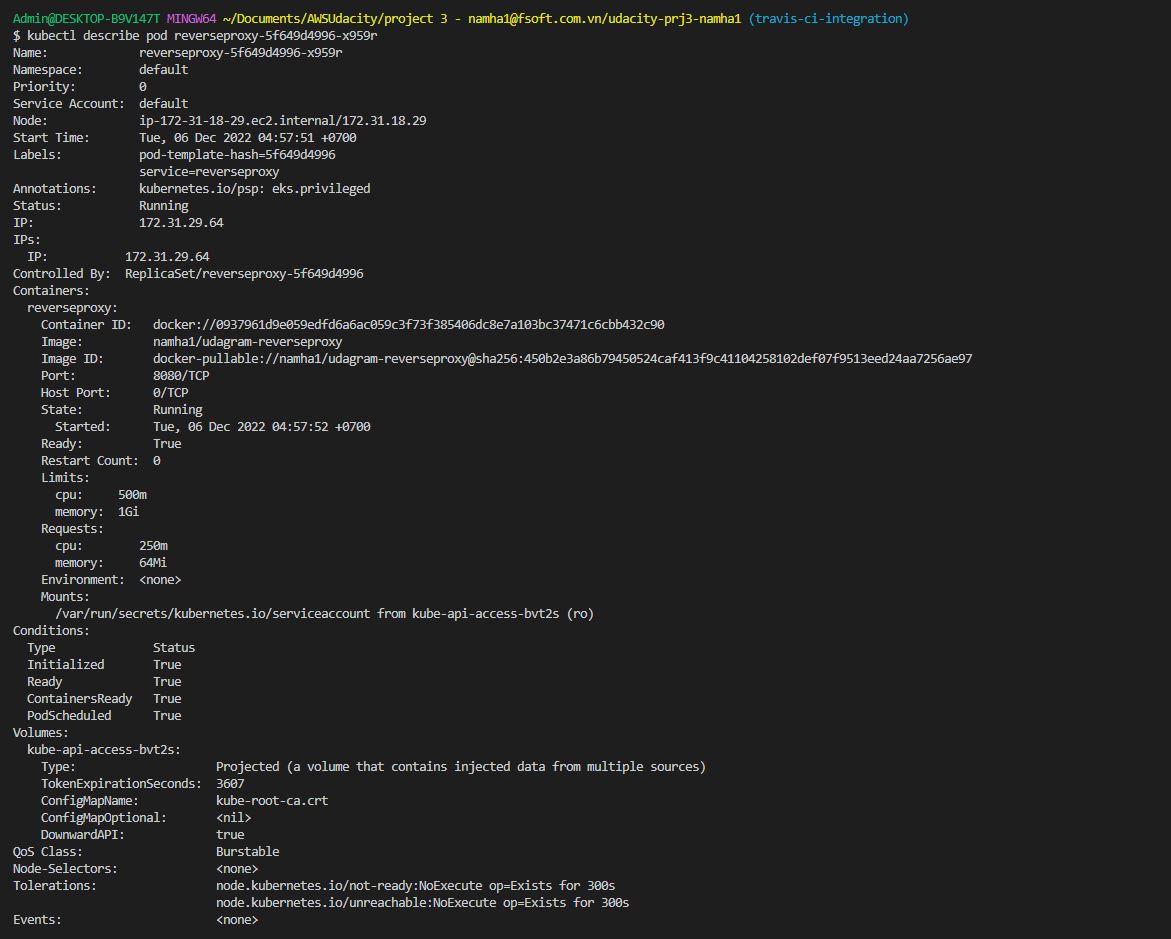 Admin@DESKTOP-B9V147T MINGW64 ~/Documents/AWSUdacity/project 3 - namha1@fsoft.com.vn/udacity-prj3-namha1 (travis-ci-integration)
$ kubectl describe pod reverseproxy-5f649d4996-x959r
Name:             reverseproxy-5f649d4996-x959r
Namespace:        default
Priority:         0
Service Account:  default
Node:             ip-172-31-18-29.ec2.internal/172.31.18.29
Start Time:       Tue, 06 Dec 2022 04:57:51 +0700
Labels:           pod-template-hash=5f649d4996
                  service=reverseproxy
Annotations:      kubernetes.io/psp: eks.privileged
Status:           Running
IP:               172.31.29.64
IPs:
  IP:           172.31.29.64
Controlled By:  ReplicaSet/reverseproxy-5f649d4996
Containers:
  reverseproxy:
    Container ID:   docker://0937961d9e059edfd6a6ac059c3f73f385406dc8e7a103bc37471c6cbb432c90
    Image:          namha1/udagram-reverseproxy
    Image ID:       docker-pullable://namha1/udagram-reverseproxy@sha256:450b2e3a86b79450524caf413f9c41104258102def07f9513eed24aa7256ae97
    Port:           8080/TCP
    Host Port:      0/TCP
    State:          Running
      Started:      Tue, 06 Dec 2022 04:57:52 +0700
    Ready:          True
    Restart Count:  0
    Limits:
      cpu:     500m
      memory:  1Gi
    Requests:
      cpu:        250m
      memory:     64Mi
    Environment:  <none>
    Mounts:
      /var/run/secrets/kubernetes.io/serviceaccount from kube-api-access-bvt2s (ro)
Conditions:
  Type              Status
  Initialized       True
  Ready             True
  ContainersReady   True
  PodScheduled      True
Volumes:
  kube-api-access-bvt2s:
    Type:                    Projected (a volume that contains injected data from multiple sources)
    TokenExpirationSeconds:  3607
    ConfigMapName:           kube-root-ca.crt
    ConfigMapOptional:       <nil>
    DownwardAPI:             true
QoS Class:                   Burstable
Node-Selectors:              <none>
Tolerations:                 node.kubernetes.io/not-ready:NoExecute op=Exists for 300s
                             node.kubernetes.io/unreachable:NoExecute op=Exists for 300s
Events:                      <none>